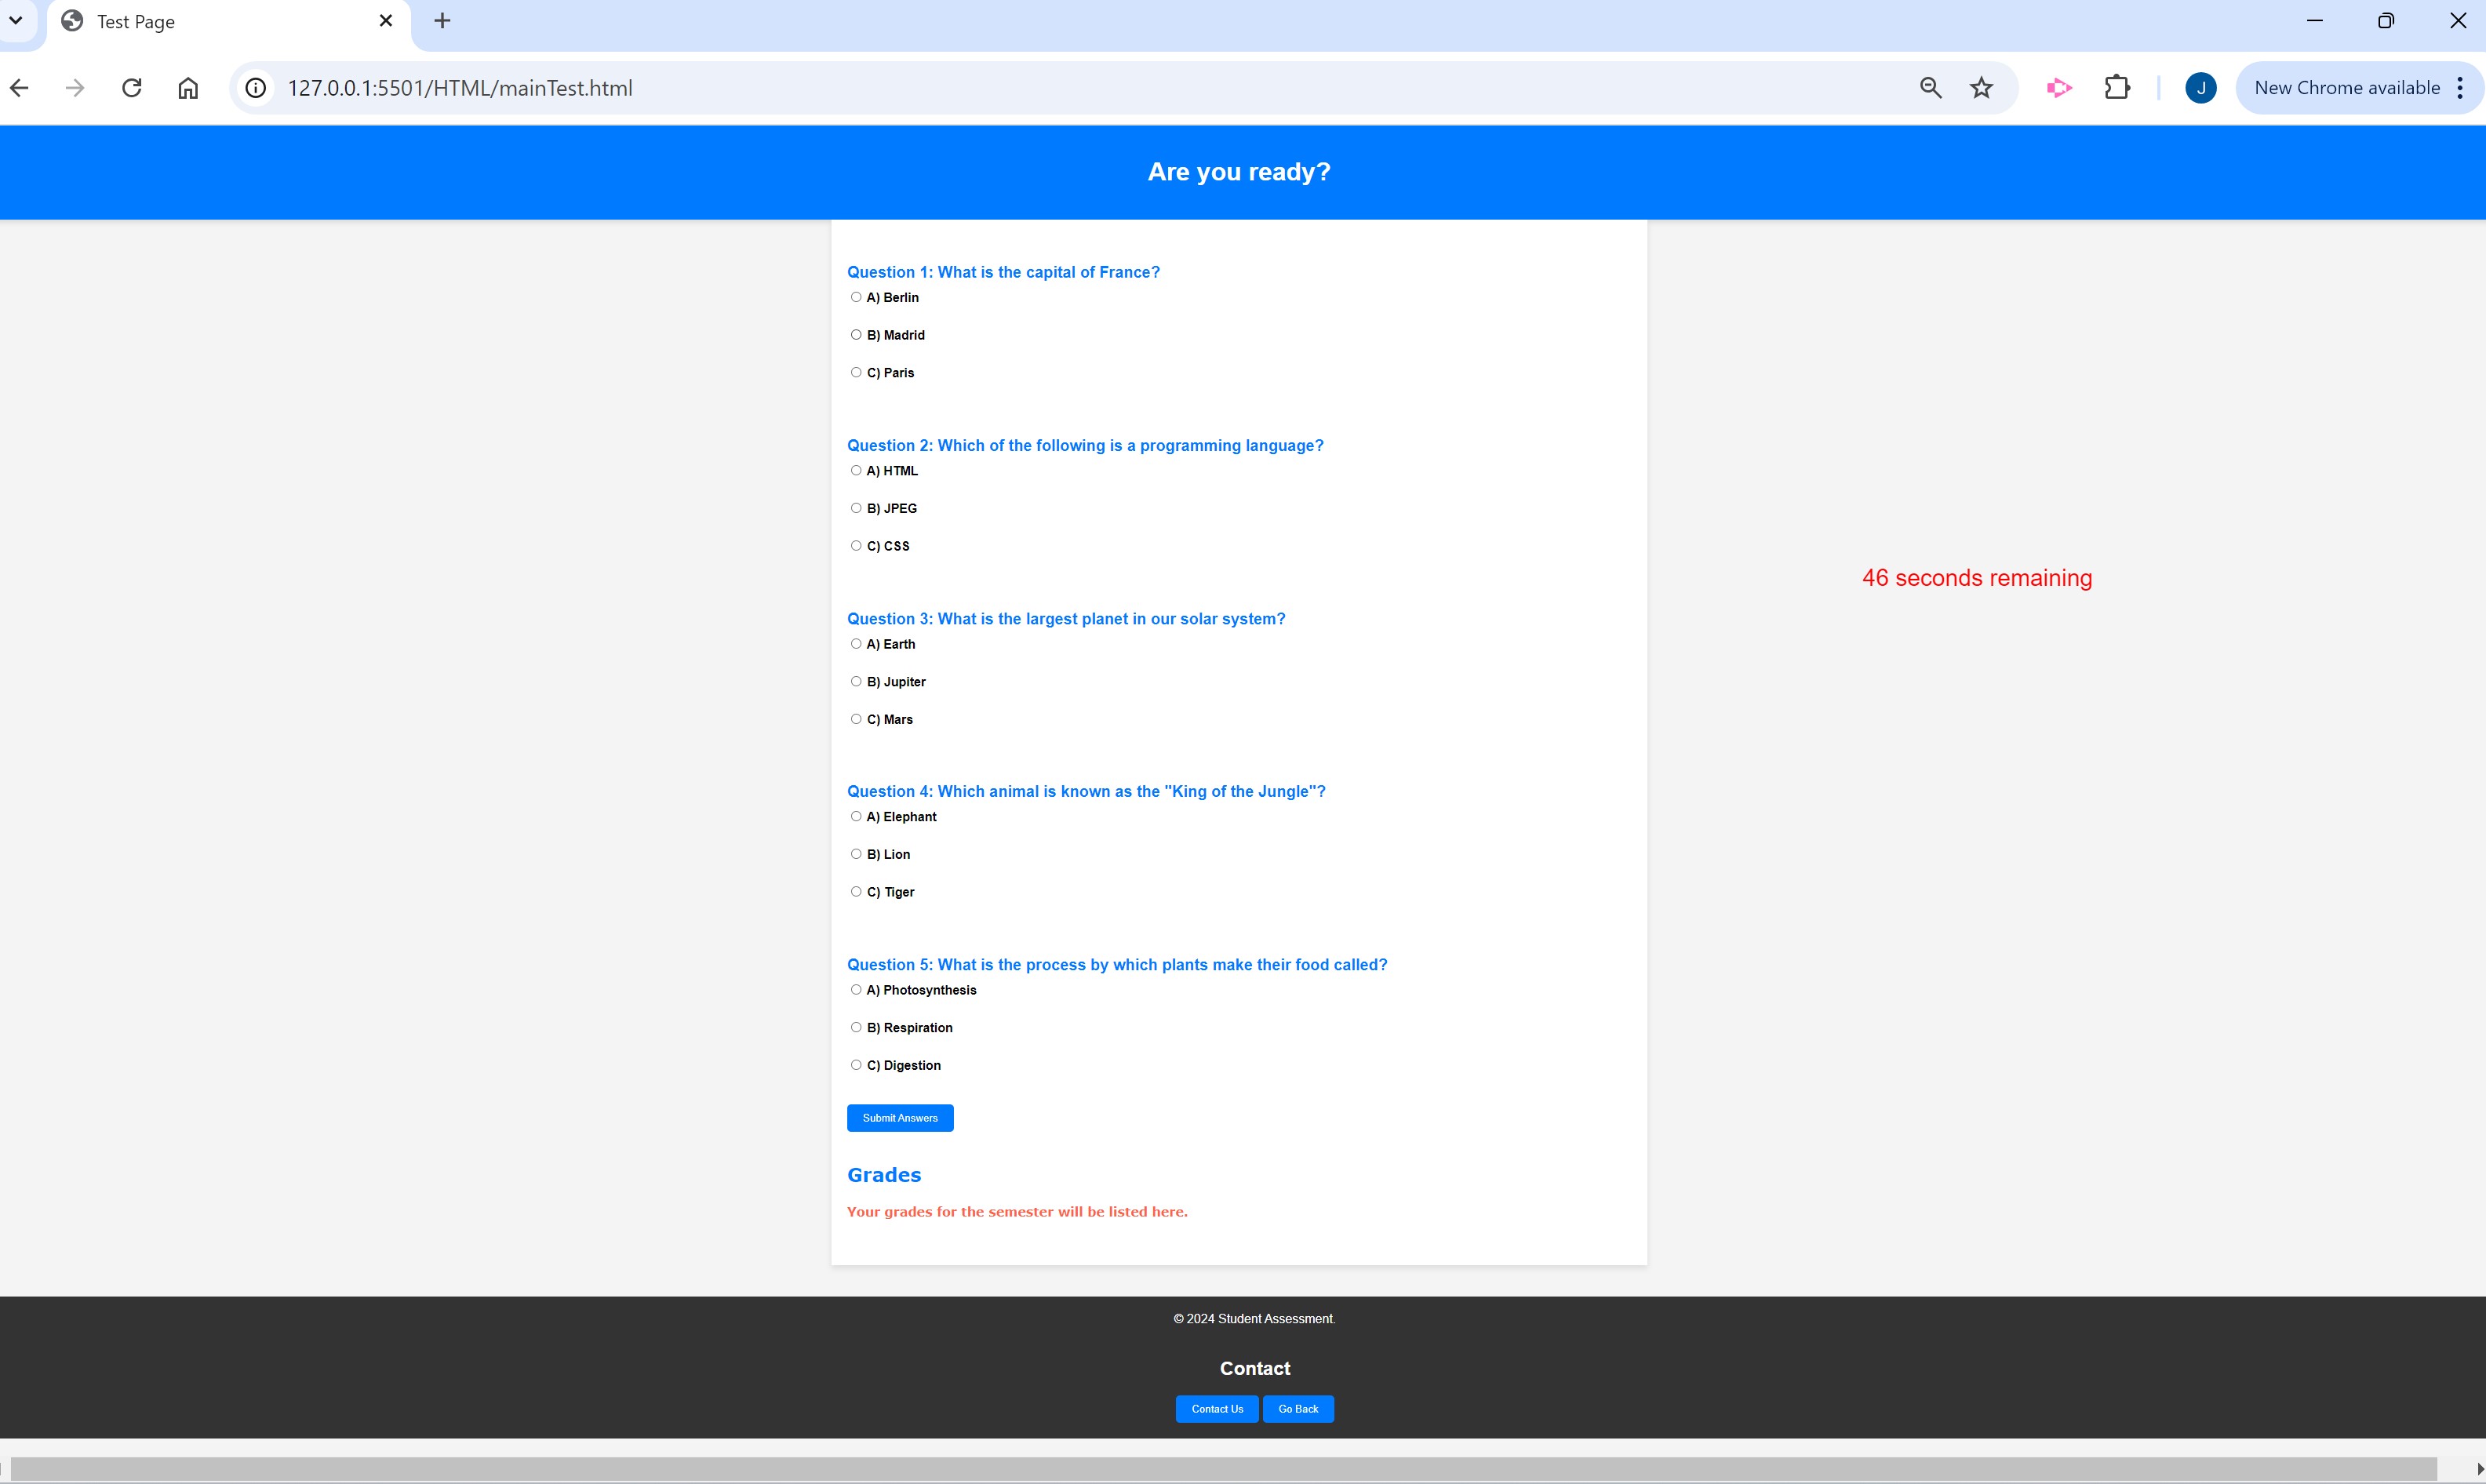 Test Page
127.0.0.1:5501/HTML/mainTest.html
J
New Chrome available
Are you ready?
Question 1: What is the capital of France?
A) Berlin
B) Madrid
C) Paris
Question 2: Which of the following is a programming language?
A) HTML
B) JPEG
C) CSS
46 seconds remaining
Question 3: What is the largest planet in our solar system?
A) Earth
B) Jupiter
C) Mars
Question 4: Which animal is known as the "King of the Jungle"?
A) Elephant
B) Lion
C) Tiger
Question 5: What is the process by which plants make their food called?
A) Photosynthesis
B) Respiration
C) Digestion
Submit Answers
Grades
Your grades for the semester will be listed here.
© 2024 Student Assessment.
Contact
Contact Us
Go Back